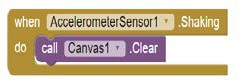 when AccelerometerSensor1 .Shaking
do call Canvas1 .Clear